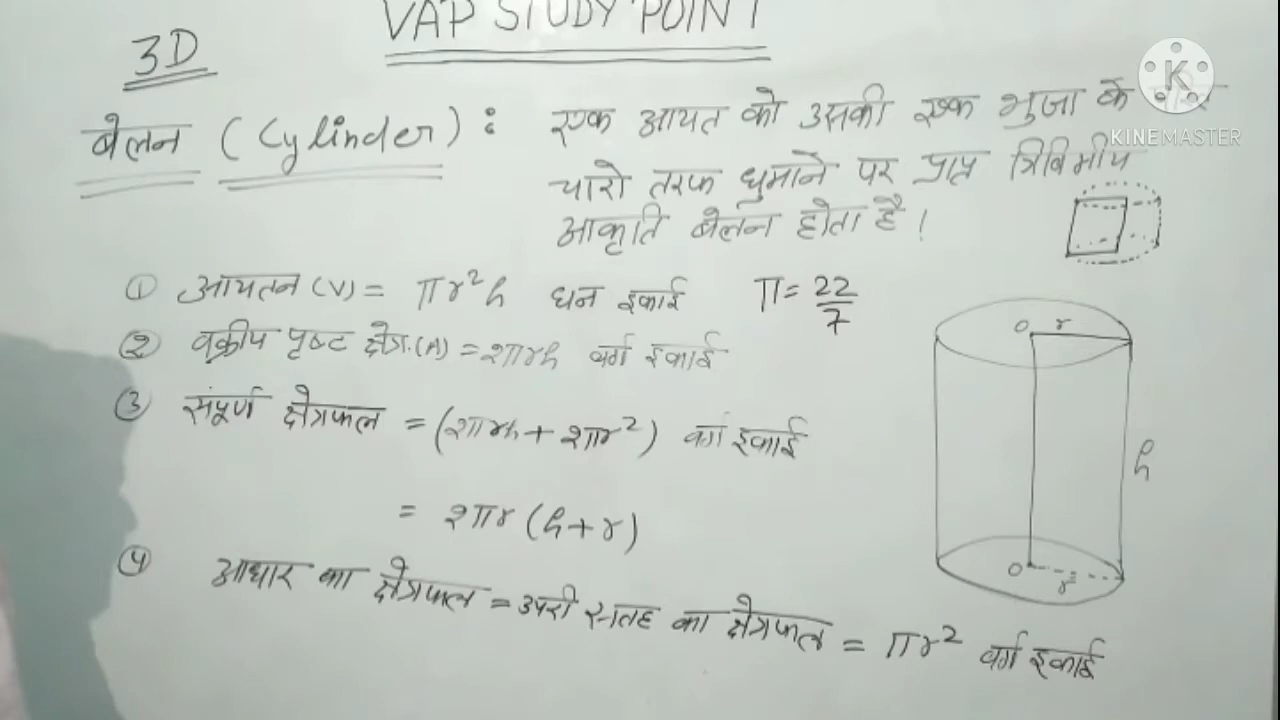 VAP STUDY POINT
3D
बेलन (Cylinder) : एक आयत को उसकी एक भुजा के
चारो तरफ घुमाने पर प्राप्त त्रिविमीय
आकृति बेलन होता है।
① आयतन (V) = πr²h घन इकाई π = 22/7
② वक्रीय पृष्ट क्षेत्र.(A) = 2πrh वर्ग इकाई
③ संपूर्ण क्षेत्रफल = (2πrh + 2πr²) वर्ग इकाई
= 2πr (h+r)
④ आधार का क्षेत्रफल = उपरी सतह का क्षेत्रफल = πr² वर्ग इकाई
O r
h
O r
K
KINEMASTER